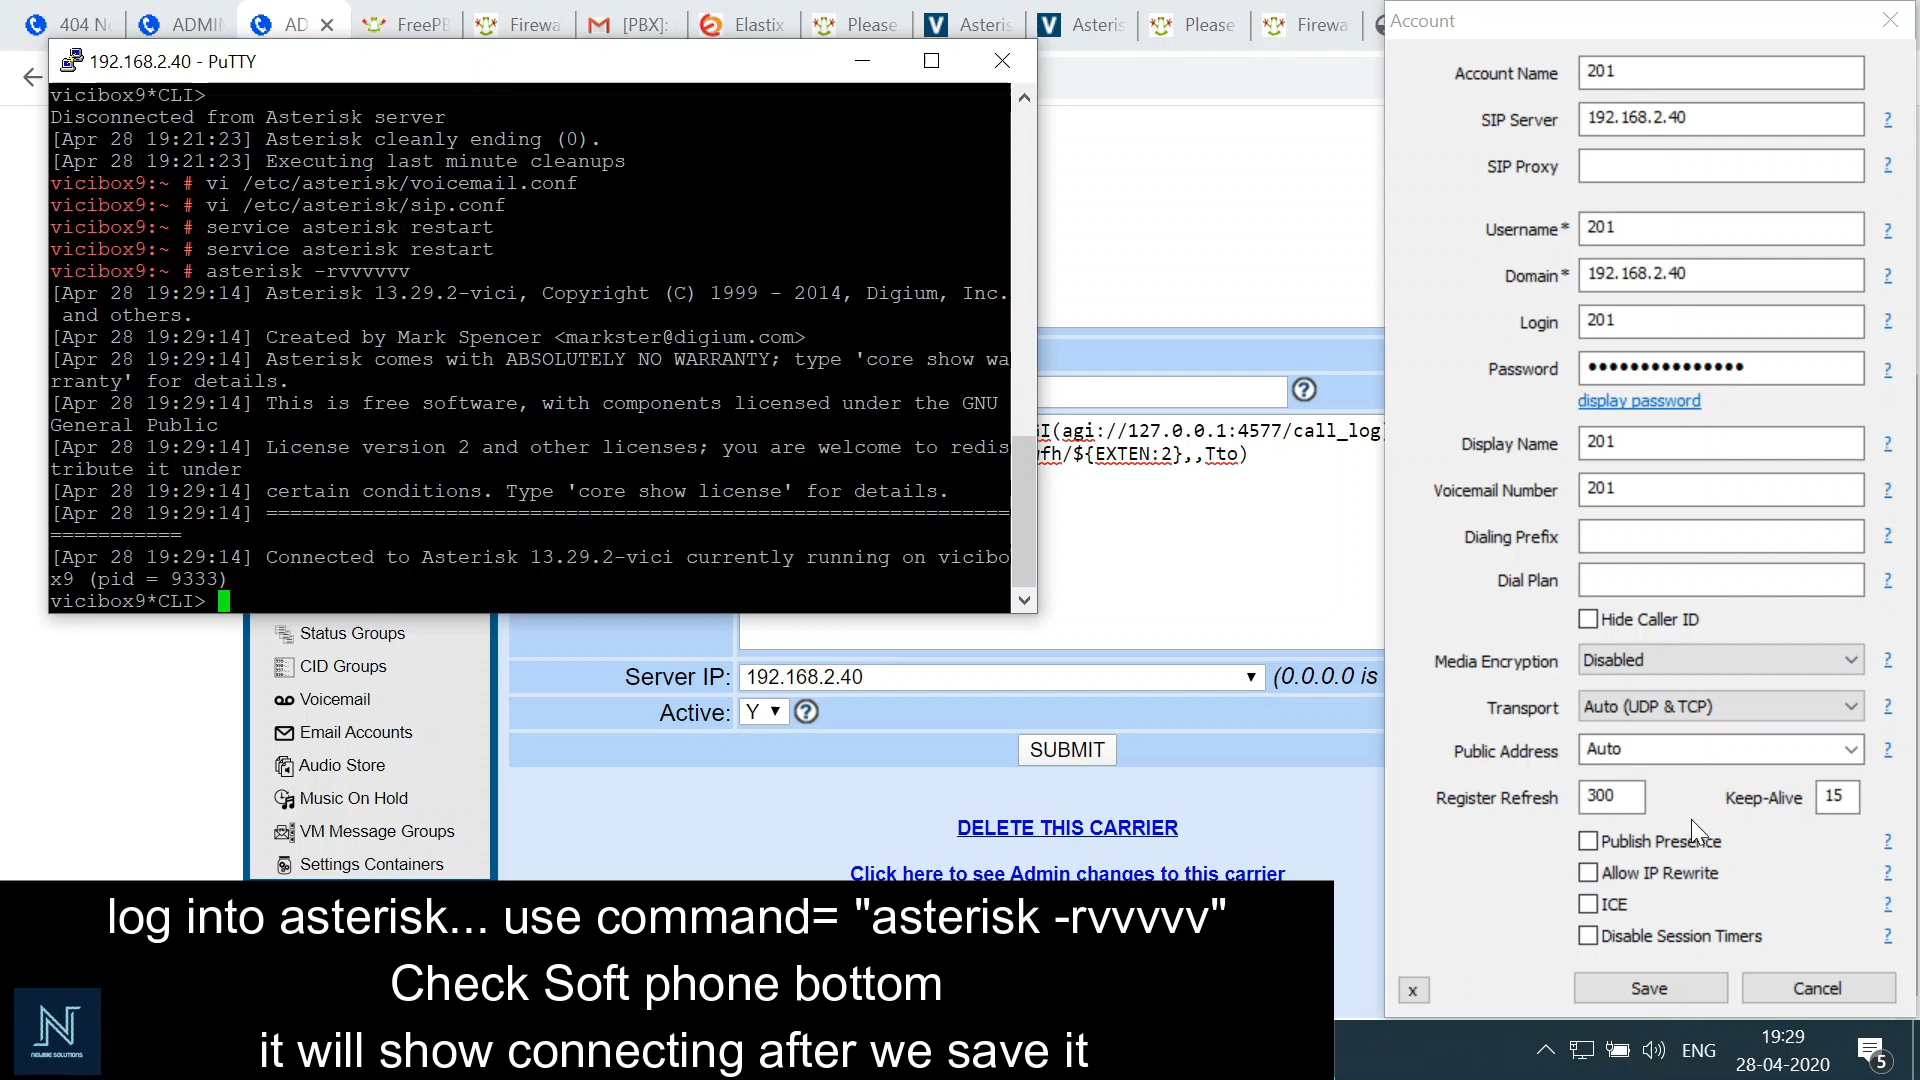 404 N
ADMIN
AD
FreePB
Firewa
[PBX]:
Elastix
Please
Asteris
Asteris
Please
Firewa
192.168.2.40 - PuTTY
vicibox9*CLI>
Disconnected from Asterisk server
[Apr 28 19:21:23] Asterisk cleanly ending (0).
[Apr 28 19:21:23] Executing last minute cleanups
vicibox9:~ # vi /etc/asterisk/voicemail.conf
vicibox9:~ # vi /etc/asterisk/sip.conf
vicibox9:~ # service asterisk restart
vicibox9:~ # service asterisk restart
vicibox9:~ # asterisk -rvvvvvv
[Apr 28 19:29:14] Asterisk 13.29.2-vici, Copyright (C) 1999 - 2014, Digium, Inc.
and others.
[Apr 28 19:29:14] Created by Mark Spencer <markster@digium.com>
[Apr 28 19:29:14] Asterisk comes with ABSOLUTELY NO WARRANTY; type 'core show wa
rranty' for details.
[Apr 28 19:29:14] This is free software, with components licensed under the GNU
General Public
[Apr 28 19:29:14] License version 2 and other licenses; you are welcome to redis
tribute it under
[Apr 28 19:29:14] certain conditions. Type 'core show license' for details.
[Apr 28 19:29:14] ==============================================================
===========
[Apr 28 19:29:14] Connected to Asterisk 13.29.2-vici currently running on vicibo
x9 (pid = 9333)
vicibox9*CLI>
GI(agi://127.0.0.1:4577/call_log)
vfh/${EXTEN:2},,Tto)
Status Groups
CID Groups
Voicemail
Email Accounts
Audio Store
Music On Hold
VM Message Groups
Settings Containers
Server IP: 192.168.2.40 (0.0.0.0 is
Active: Y
SUBMIT
DELETE THIS CARRIER
Click here to see Admin changes to this carrier
Account
Account Name 201
SIP Server 192.168.2.40 ?
SIP Proxy ?
Username* 201 ?
Domain* 192.168.2.40 ?
Login 201 ?
Password ••••••••••••••• ?
display password
Display Name 201 ?
Voicemail Number 201 ?
Dialing Prefix ?
Dial Plan ?
Hide Caller ID
Media Encryption Disabled ?
Transport Auto (UDP & TCP) ?
Public Address Auto ?
Register Refresh 300 Keep-Alive 15 ?
Publish Presence ?
Allow IP Rewrite ?
ICE ?
Disable Session Timers ?
x Save Cancel
log into asterisk... use command= "asterisk -rvvvvv"
Check Soft phone bottom
it will show connecting after we save it
N
NEWBIE SOLUTIONS
ENG
19:29
28-04-2020
5